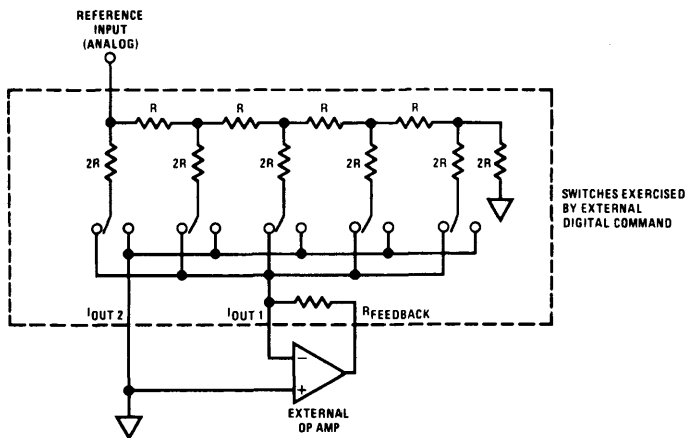 REFERENCE
INPUT
(ANALOG)
R
R
R
R
2R
2R
2R
2R
2R
2R
SWITCHES EXERCISED
BY EXTERNAL
DIGITAL COMMAND
IOUT 2
IOUT 1
RFEEDBACK
−
+
EXTERNAL
OP AMP